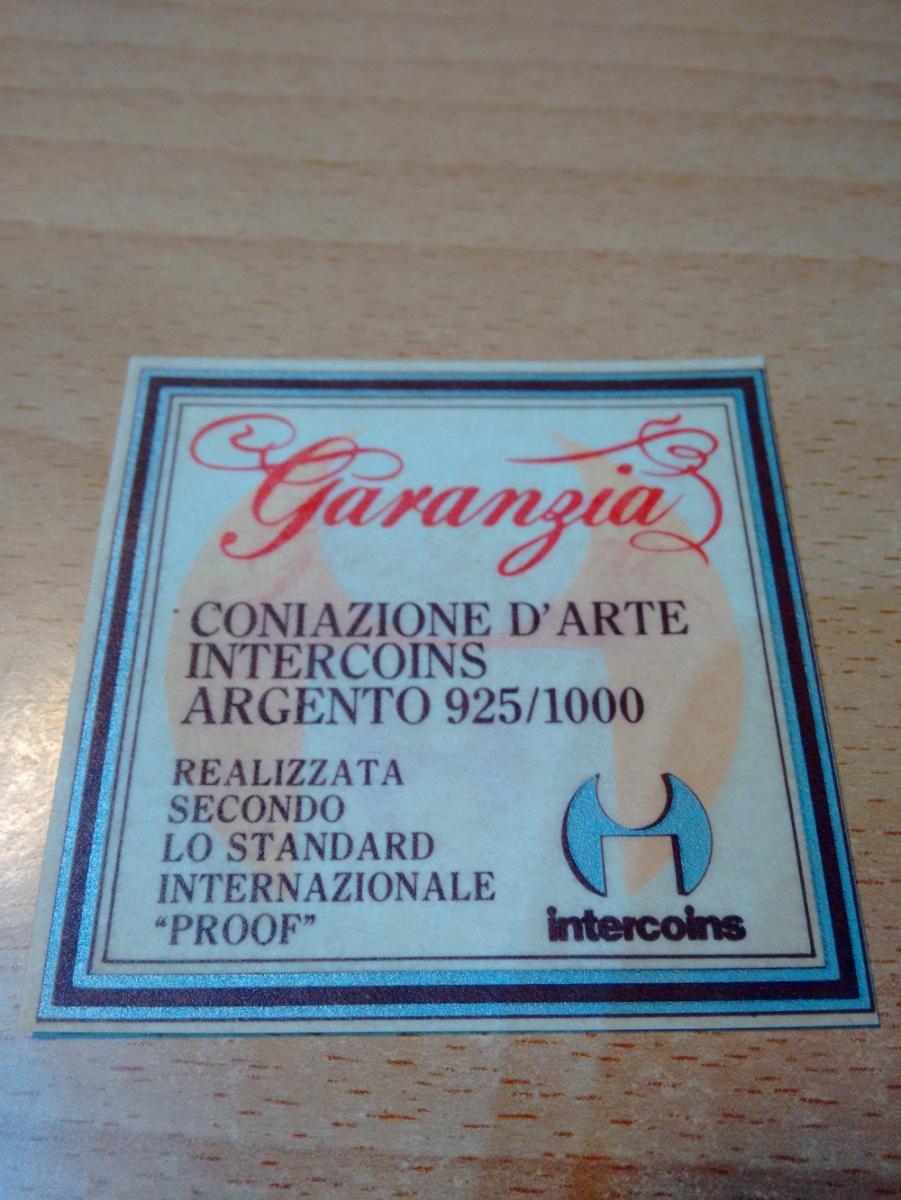 Garanzia
CONIAZIONE D'ARTE
INTERCOINS
ARGENTO 925/1000
REALIZZATA
SECONDO
LO STANDARD
INTERNAZIONALE
“PROOF”
intercoins